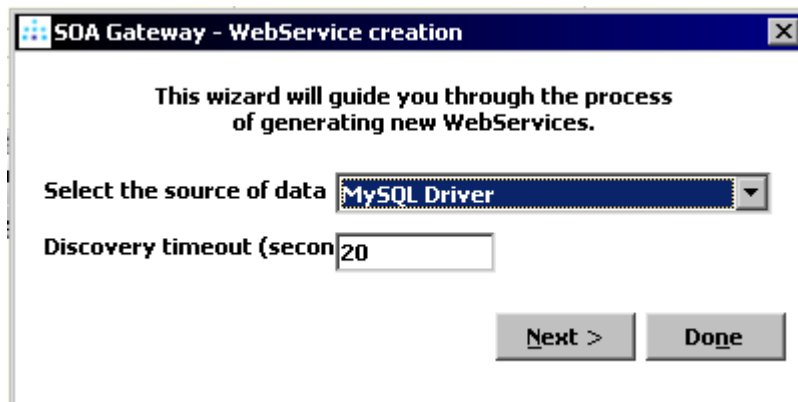 SOA Gateway - WebService creation
This wizard will guide you through the process
of generating new WebServices.
Select the source of data MySQL Driver
Discovery timeout (secon 20
Next > Done